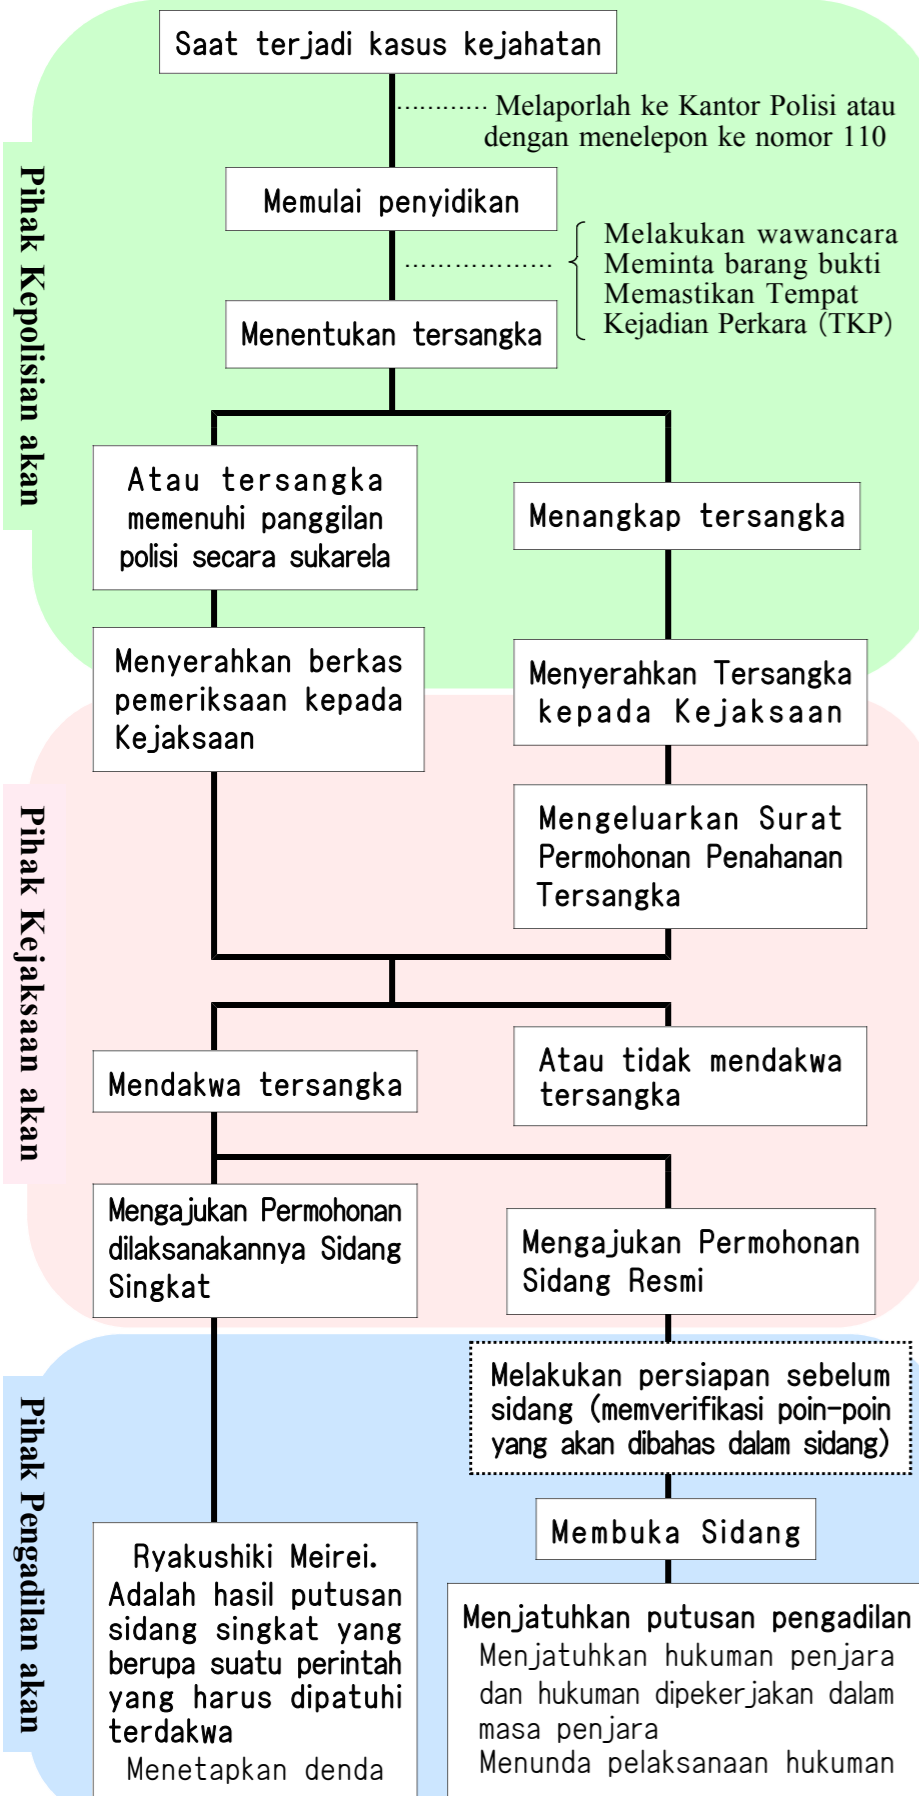 Saat terjadi kasus kejahatan
Melaporlah ke Kantor Polisi atau
dengan menelepon ke nomor 110
Pihak Kepolisian akan
Memulai penyidikan
Melakukan wawancara
Meminta barang bukti
Memastikan Tempat
Kejadian Perkara (TKP)
Menentukan tersangka
Atau tersangka
memenuhi panggilan
polisi secara sukarela
Menangkap tersangka
Menyerahkan berkas
pemeriksaan kepada
Kejaksaan
Menyerahkan Tersangka
kepada Kejaksaan
Pihak Kejaksaan akan
Mengeluarkan Surat
Permohonan Penahanan
Tersangka
Mendakwa tersangka
Atau tidak mendakwa
tersangka
Mengajukan Permohonan
dilaksanakannya Sidang
Singkat
Mengajukan Permohonan
Sidang Resmi
Pihak Pengadilan akan
Melakukan persiapan sebelum
sidang (memverifikasi poin-poin
yang akan dibahas dalam sidang)
Membuka Sidang
Ryakushiki Meirei.
Adalah hasil putusan
sidang singkat yang
berupa suatu perintah
yang harus dipatuhi
terdakwa
Menetapkan denda
Menjatuhkan putusan pengadilan
Menjatuhkan hukuman penjara
dan hukuman dipekerjakan dalam
masa penjara
Menunda pelaksanaan hukuman